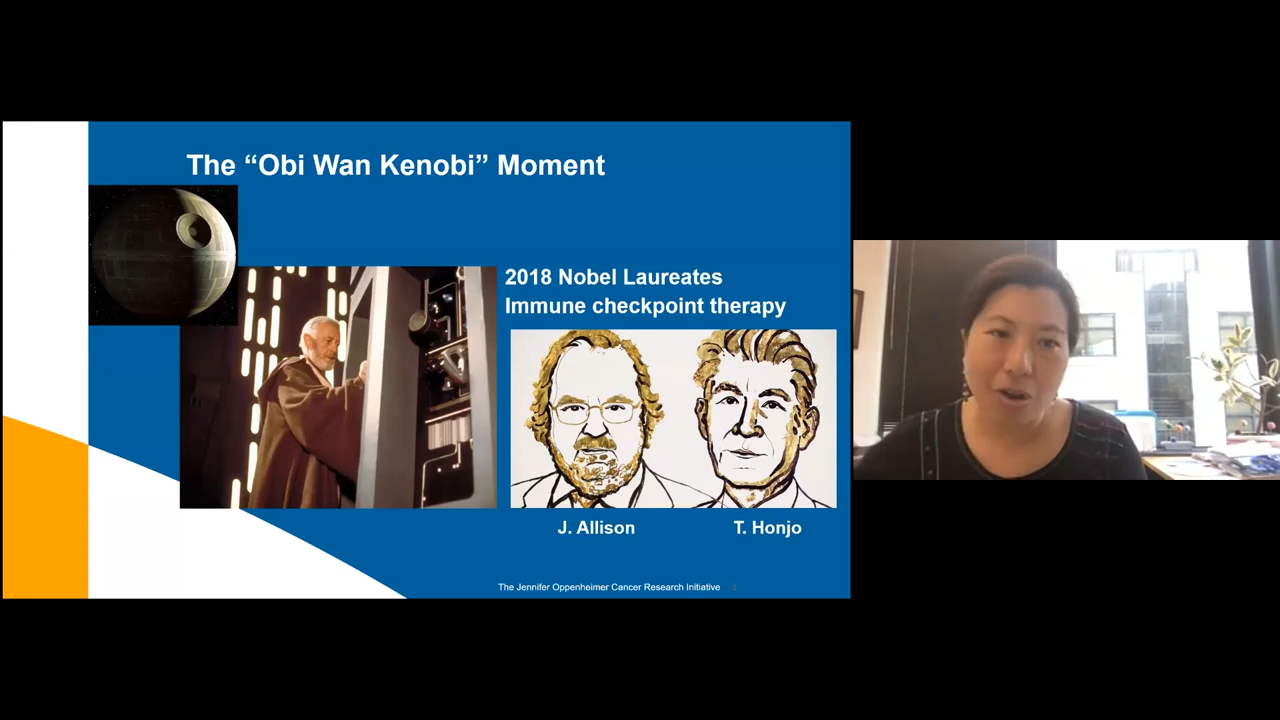 The “Obi Wan Kenobi” Moment
2018 Nobel Laureates
Immune checkpoint therapy
J. Allison
T. Honjo
The Jennifer Oppenheimer Cancer Research Initiative